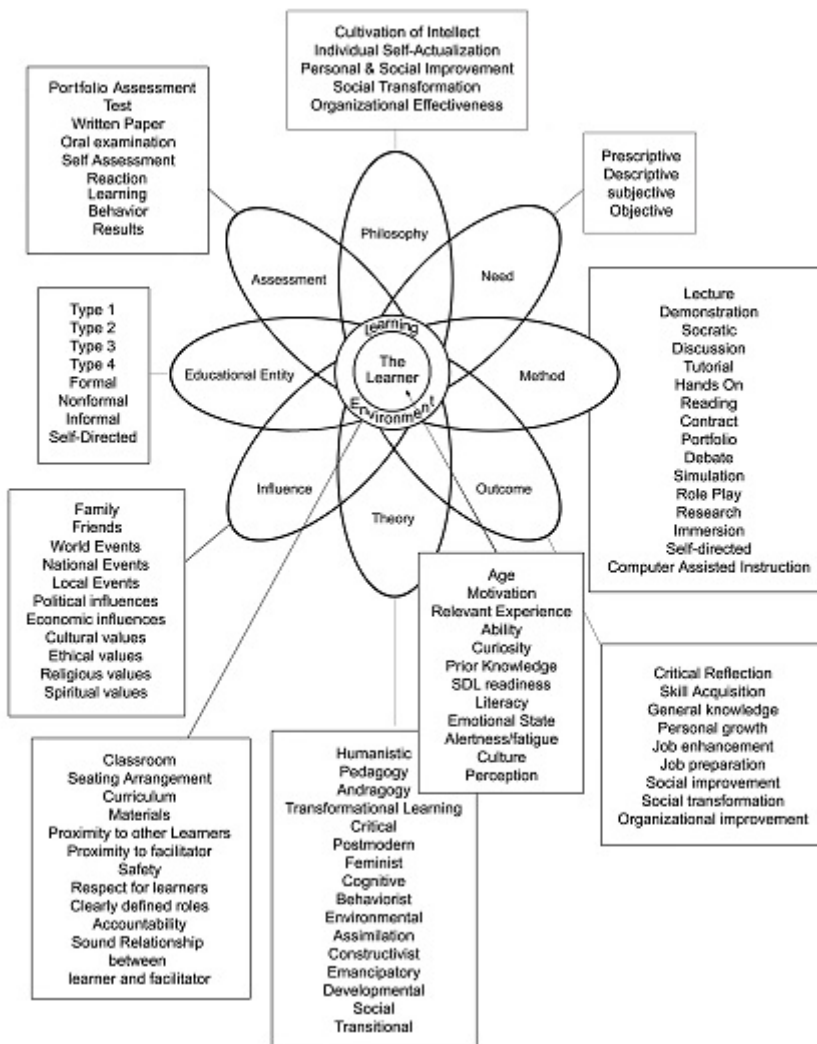 Cultivation of Intellect
Individual Self-Actualization
Personal & Social Improvement
Social Transformation
Organizational Effectiveness
Portfolio Assessment
Test
Written Paper
Oral examination
Self Assessment
Reaction
Learning
Behavior
Results
Prescriptive
Descriptive
subjective
Objective
Philosophy
Assessment
Need
Type 1
Type 2
Type 3
Type 4
Formal
Nonformal
Informal
Self-Directed
Educational Entity
Learning
The
Learner
Environment
Method
Lecture
Demonstration
Socratic
Discussion
Tutorial
Hands On
Reading
Contract
Portfolio
Debate
Simulation
Role Play
Research
Immersion
Self-directed
Computer Assisted Instruction
Influence
Theory
Outcome
Family
Friends
World Events
National Events
Local Events
Political influences
Economic influences
Cultural values
Ethical values
Religious values
Spiritual values
Age
Motivation
Relevant Experience
Ability
Curiosity
Prior Knowledge
SDL readiness
Literacy
Emotional State
Alertness/fatigue
Culture
Perception
Critical Reflection
Skill Acquisition
General knowledge
Personal growth
Job enhancement
Job preparation
Social improvement
Social transformation
Organizational improvement
Classroom
Seating Arrangement
Curriculum
Materials
Proximity to other Learners
Proximity to facilitator
Safety
Respect for learners
Clearly defined roles
Accountability
Sound Relationship
between
learner and facilitator
Humanistic
Pedagogy
Andragogy
Transformational Learning
Critical
Postmodern
Feminist
Cognitive
Behaviorist
Environmental
Assimilation
Constructivist
Emancipatory
Developmental
Social
Transitional